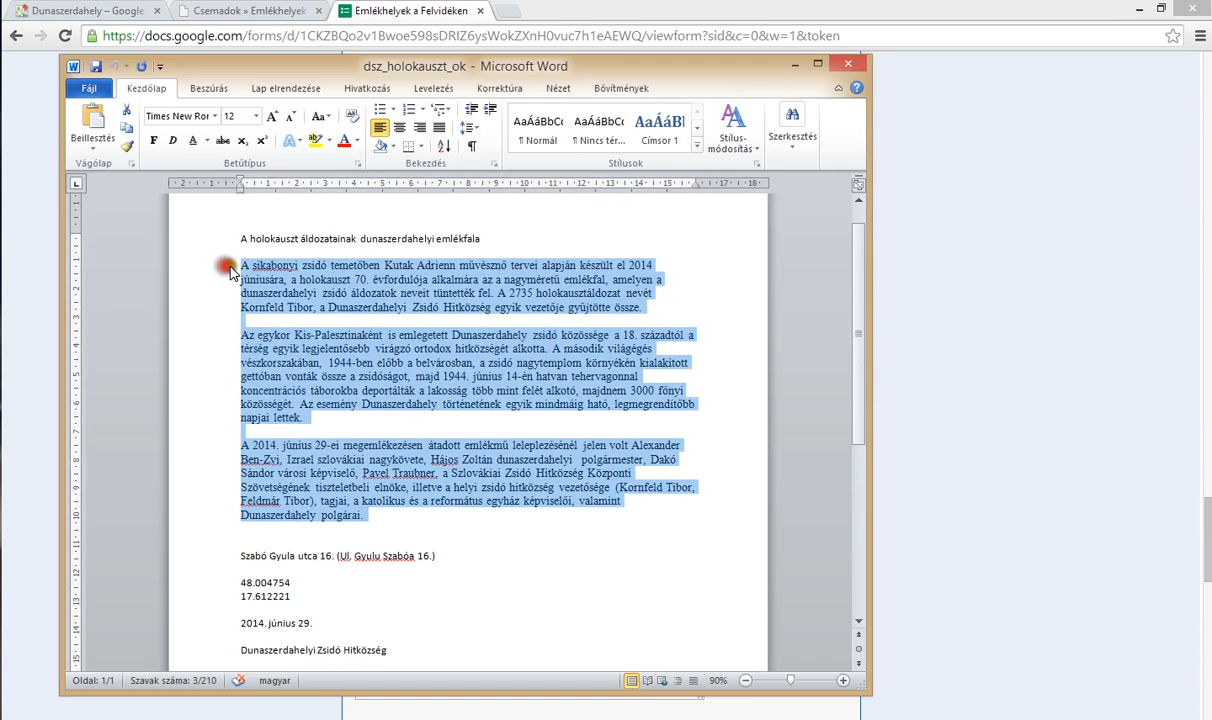 Dunaszerdahely – Google
Csemadok » Emlékhelyek
Emlékhelyek a Felvidéken
https://docs.google.com/forms/d/1CKZBQo2v1Bwoe598sDRIZ6ysWokZXnH0vuc7h1eAEWQ/viewform?sid&c=0&w=1&token
dsz_holokauszt_ok - Microsoft Word
Fájl Kezdőlap Beszúrás Lap elrendezése Hivatkozás Levelezés Korrektúra Nézet Bővítmények
Times New Ror 12
AaBbCc AaBbCc AaBb
Beillesztés
¶ Normál ¶ Nincs tér... Címsor 1
Stílus-módosítás
Szerkesztés
Vágólap Betűtípus Bekezdés Stílusok
A holokauszt áldozatainak dunaszerdahelyi emlékfala
A sikabonyi zsidó temetőben Kutak Adrienn művésznő tervei alapján készült el 2014
júniusára, a holokauszt 70. évfordulója alkalmára az a nagyméretű emlékfal, amelyen a
dunaszerdahelyi zsidó áldozatok neveit tüntették fel. A 2735 holokausztáldozat nevét
Kornfeld Tibor, a Dunaszerdahelyi Zsidó Hitközség egyik vezetője gyűjtötte össze.
Az egykor Kis-Palesztinaként is emlegetett Dunaszerdahely zsidó közössége a 18. századtól a
térség egyik legjelentősebb virágzó ortodox hitközségét alkotta. A második világégés
vészkorszakában, 1944-ben előbb a belvárosban, a zsidó nagytemplom környékén kialakított
gettóban vonták össze a zsidóságot, majd 1944. június 14-én hatvan tehervagonnal
koncentrációs táborokba deportálták a lakosság több mint felét alkotó, majdnem 3000 főnyi
közösségét. Az esemény Dunaszerdahely történetének egyik mindmáig ható, legmegrendítőbb
napjai lettek.
A 2014. június 29-ei megemlékezésen átadott emlékmű leleplezésénél jelen volt Alexander
Ben-Zvi, Izrael szlovákiai nagykövete, Hájos Zoltán dunaszerdahelyi polgármester, Dakó
Sándor városi képviselő, Pavel Traubner, a Szlovákiai Zsidó Hitközség Központi
Szövetségének tiszteletbeli elnöke, illetve a helyi zsidó hitközség vezetősége (Kornfeld Tibor,
Feldmár Tibor), tagjai, a katolikus és a református egyház képviselői, valamint
Dunaszerdahely polgárai.
Szabó Gyula utca 16. (Ul. Gyulu Szabóa 16.)
48.004754
17.612221
2014. június 29.
Dunaszerdahelyi Zsidó Hitközség
Oldal: 1/1 Szavak száma: 3/210 magyar 90%